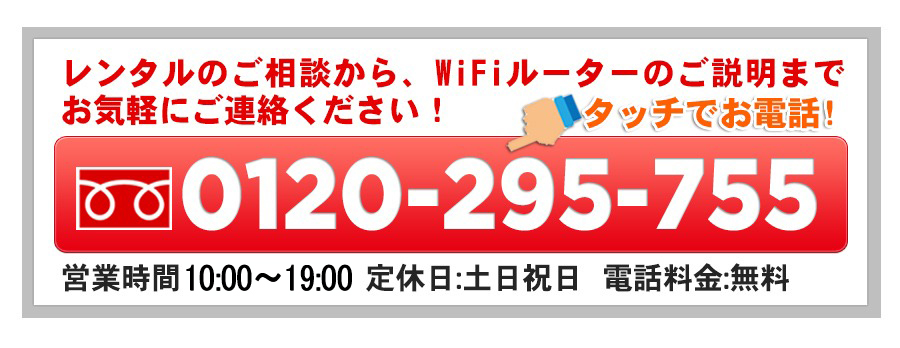 レンタルのご相談から、WiFiルーターのご説明まで
お気軽にご連絡ください！
タッチでお電話!
0120-295-755
営業時間 10:00～19:00 定休日:土日祝日 電話料金:無料